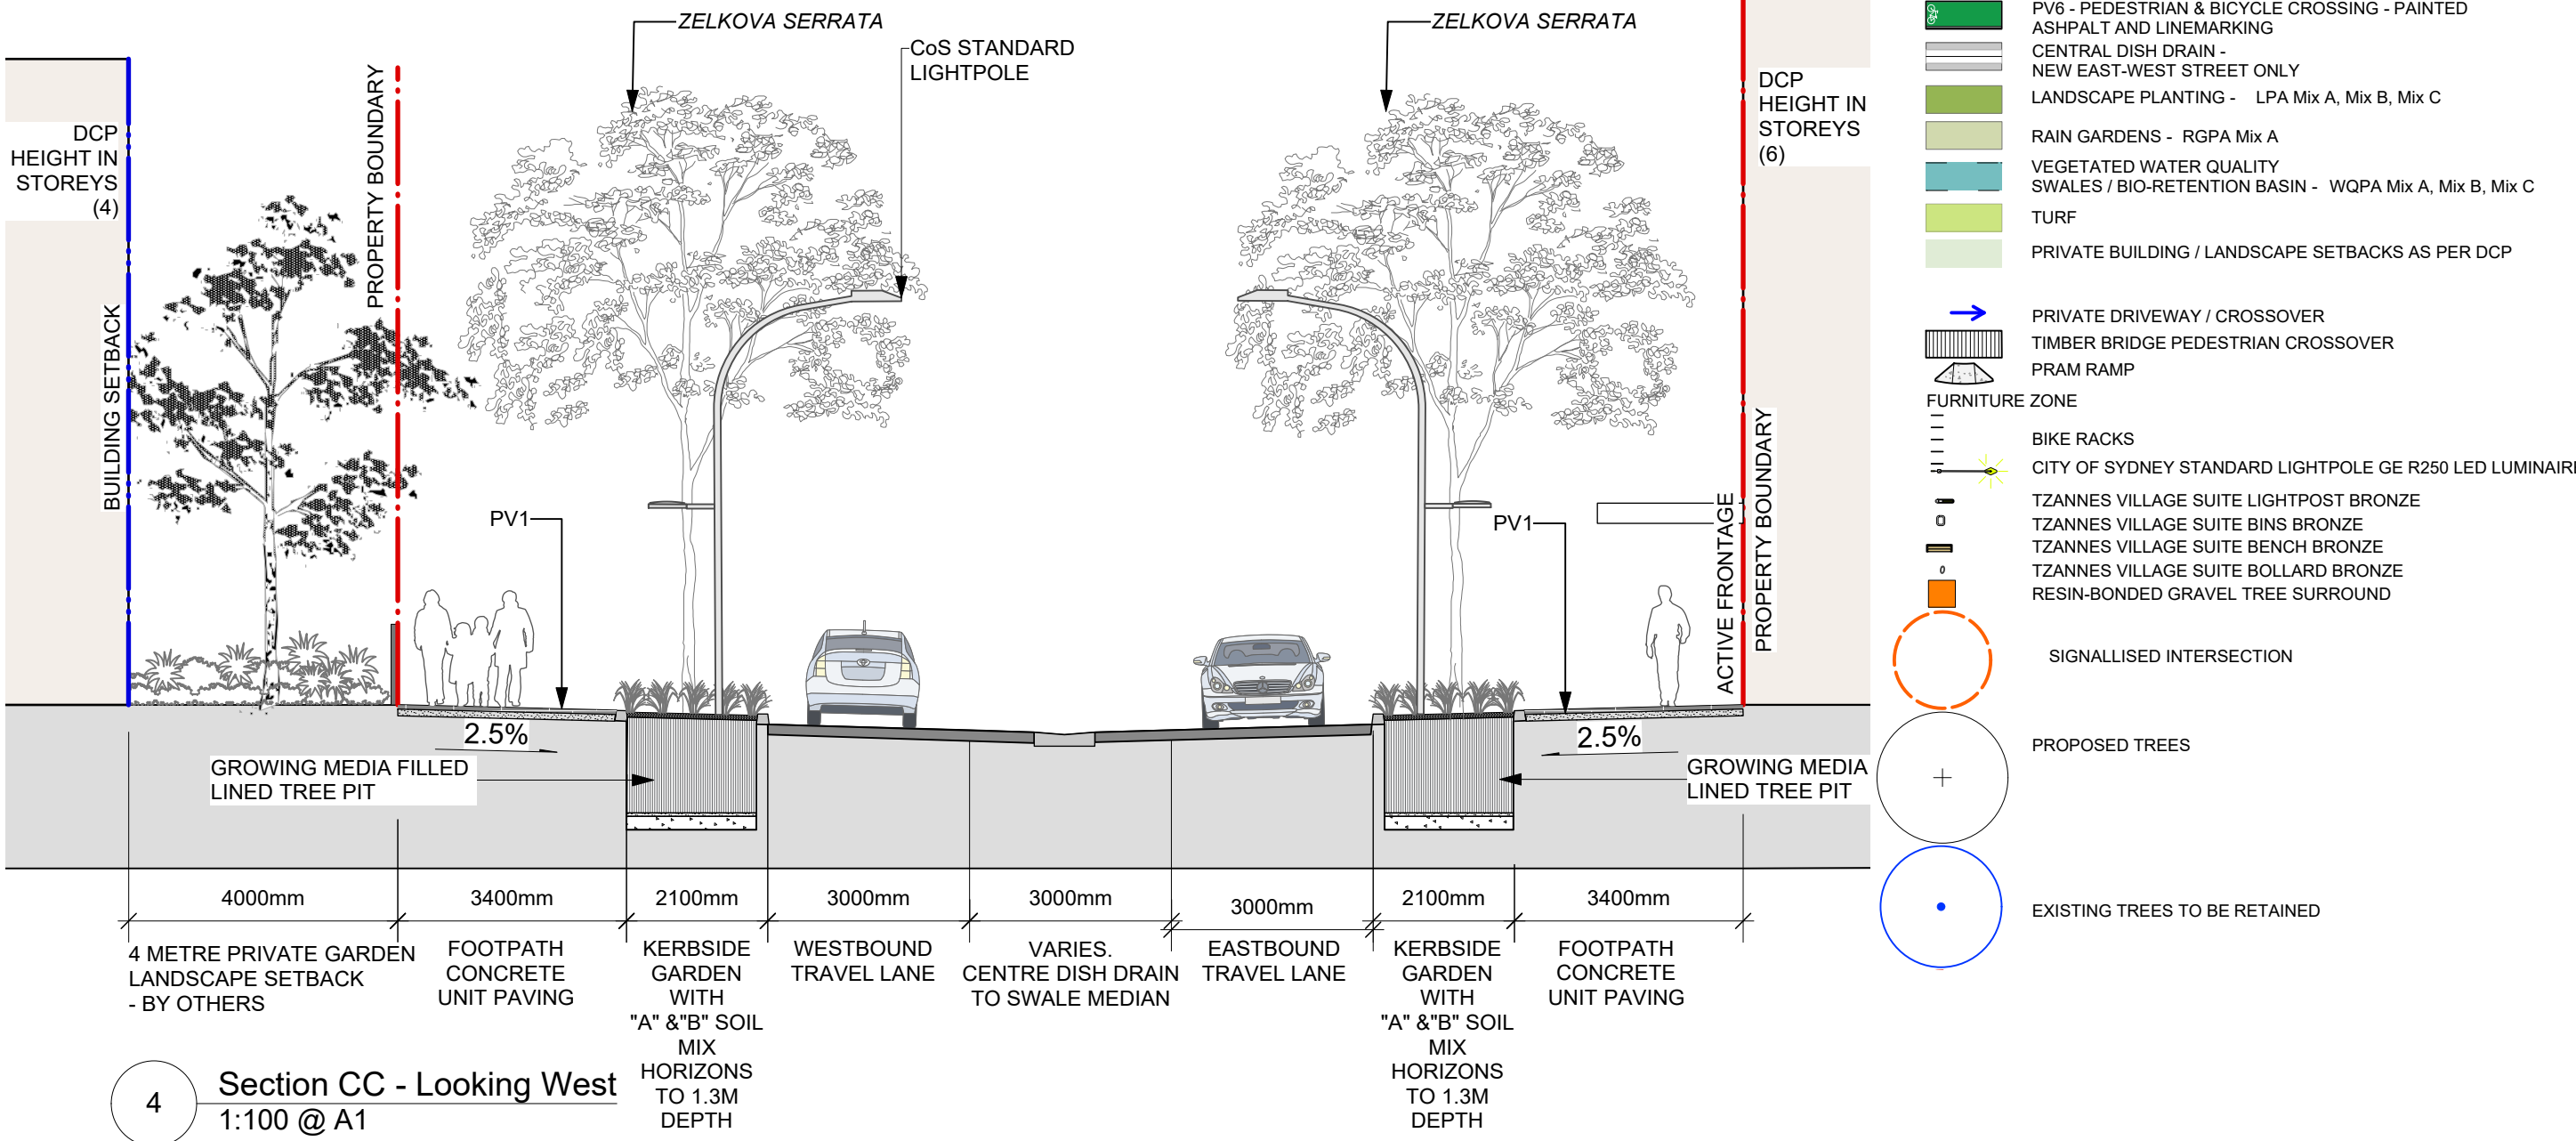 ZELKOVA SERRATA
CoS STANDARD
LIGHTPOLE
ZELKOVA SERRATA
DCP
HEIGHT IN
STOREYS
(4)
PROPERTY BOUNDARY
BUILDING SETBACK
DCP
HEIGHT IN
STOREYS
(6)
PV1
PV1
ACTIVE FRONTAGE
PROPERTY BOUNDARY
2.5%
2.5%
GROWING MEDIA FILLED
LINED TREE PIT
GROWING MEDIA
LINED TREE PIT
4000mm
3400mm
2100mm
3000mm
3000mm
3000mm
2100mm
3400mm
4 METRE PRIVATE GARDEN
LANDSCAPE SETBACK
- BY OTHERS
FOOTPATH
CONCRETE
UNIT PAVING
KERBSIDE
GARDEN
WITH
"A" &"B" SOIL
MIX
HORIZONS
TO 1.3M
DEPTH
WESTBOUND
TRAVEL LANE
VARIES.
CENTRE DISH DRAIN
TO SWALE MEDIAN
EASTBOUND
TRAVEL LANE
KERBSIDE
GARDEN
WITH
"A" &"B" SOIL
MIX
HORIZONS
TO 1.3M
DEPTH
FOOTPATH
CONCRETE
UNIT PAVING
4
Section CC - Looking West
1:100 @ A1
PV6 - PEDESTRIAN & BICYCLE CROSSING - PAINTED
ASHPALT AND LINEMARKING
CENTRAL DISH DRAIN -
NEW EAST-WEST STREET ONLY
LANDSCAPE PLANTING - LPA Mix A, Mix B, Mix C
RAIN GARDENS - RGPA Mix A
VEGETATED WATER QUALITY
SWALES / BIO-RETENTION BASIN - WQPA Mix A, Mix B, Mix C
TURF
PRIVATE BUILDING / LANDSCAPE SETBACKS AS PER DCP
PRIVATE DRIVEWAY / CROSSOVER
TIMBER BRIDGE PEDESTRIAN CROSSOVER
PRAM RAMP
FURNITURE ZONE
BIKE RACKS
CITY OF SYDNEY STANDARD LIGHTPOLE GE R250 LED LUMINAIRE
TZANNES VILLAGE SUITE LIGHTPOST BRONZE
TZANNES VILLAGE SUITE BINS BRONZE
TZANNES VILLAGE SUITE BENCH BRONZE
TZANNES VILLAGE SUITE BOLLARD BRONZE
RESIN-BONDED GRAVEL TREE SURROUND
SIGNALLISED INTERSECTION
PROPOSED TREES
EXISTING TREES TO BE RETAINED